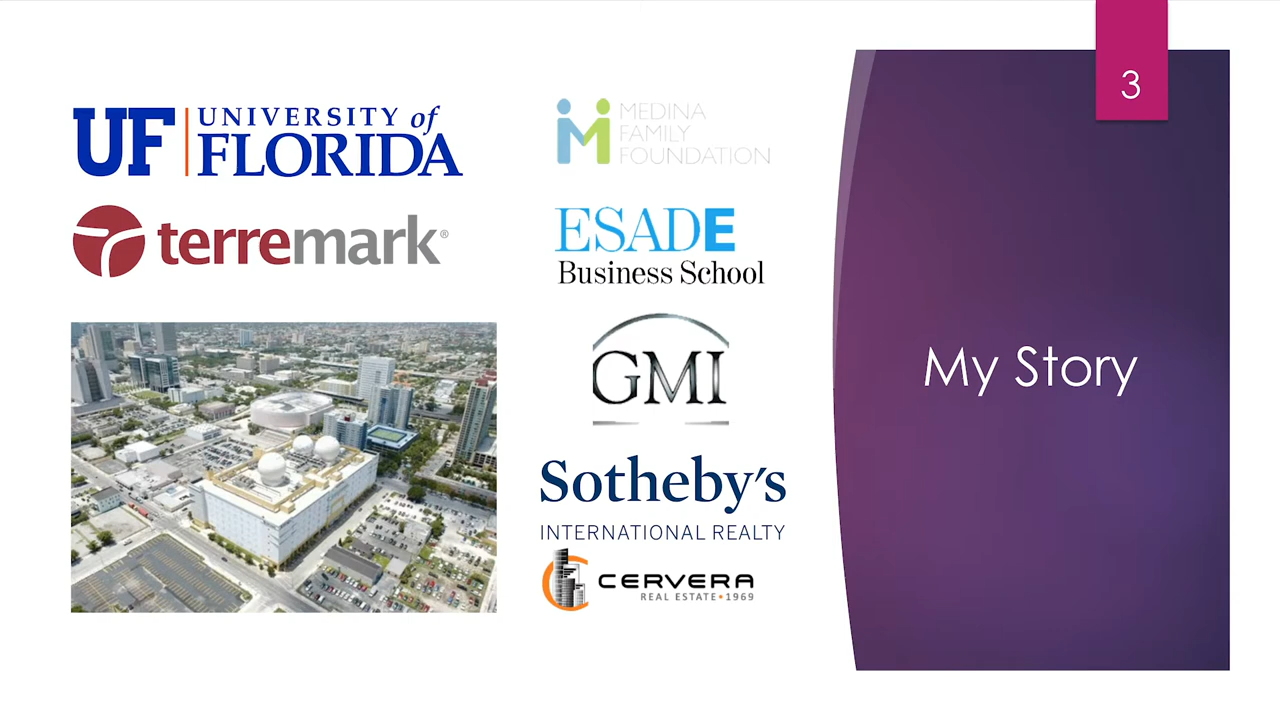 UF UNIVERSITY of
FLORIDA
terremark®
MEDINA
FAMILY
FOUNDATION
ESADE
Business School
GMI
Sotheby's
INTERNATIONAL REALTY
CERVERA
REAL ESTATE • 1969
3
My Story